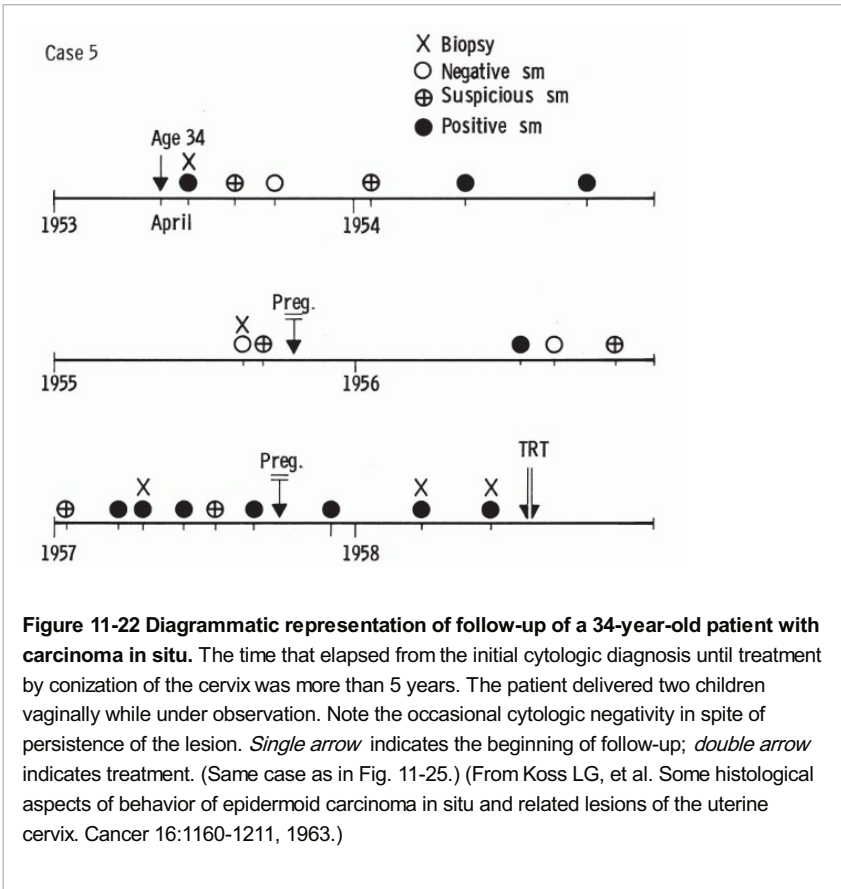 Case 5
X Biopsy
Negative sm
Suspicious sm
Positive sm
Age 34
X
1953
April
1954
Preg.
X
1955
1956
TRT
Preg.
X
X
X
1957
1958
Figure 11-22 Diagrammatic representation of follow-up of a 34-year-old patient with
carcinoma in situ. The time that elapsed from the initial cytologic diagnosis until treatment
by conization of the cervix was more than 5 years. The patient delivered two children
vaginally while under observation. Note the occasional cytologic negativity in spite of
persistence of the lesion. Single arrow indicates the beginning of follow-up; double arrow
indicates treatment. (Same case as in Fig. 11-25.) (From Koss LG, et al. Some histological
aspects of behavior of epidermoid carcinoma in situ and related lesions of the uterine
cervix. Cancer 16:1160-1211, 1963.)